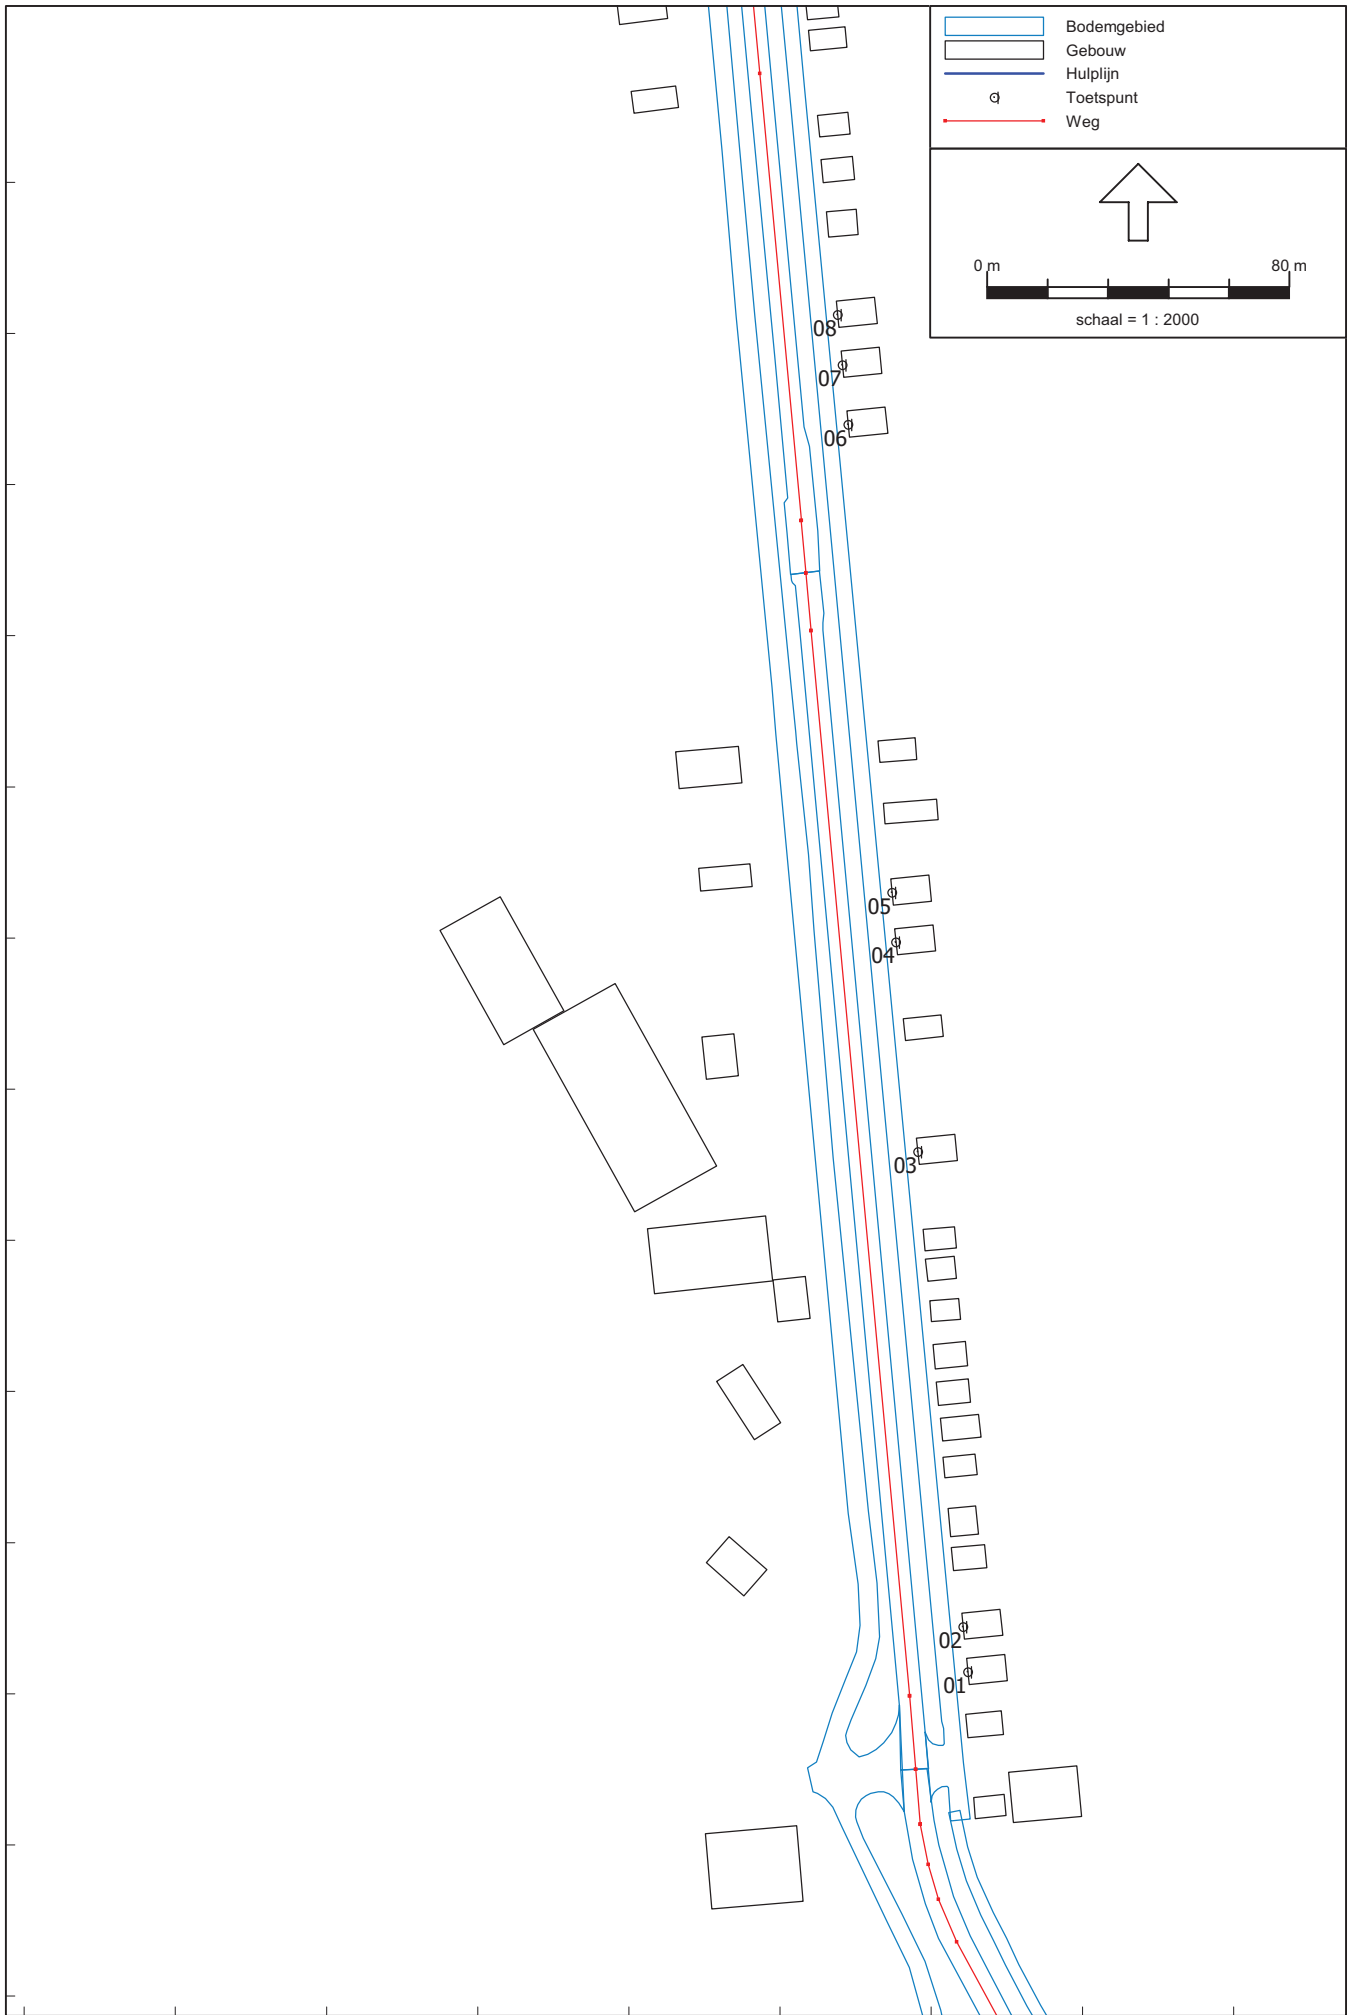 Bodemgebied
Gebouw
Hulplijn
Toetspunt
Weg
0 m 80 m
schaal = 1 : 2000
08
07
06
05
04
03
02
01